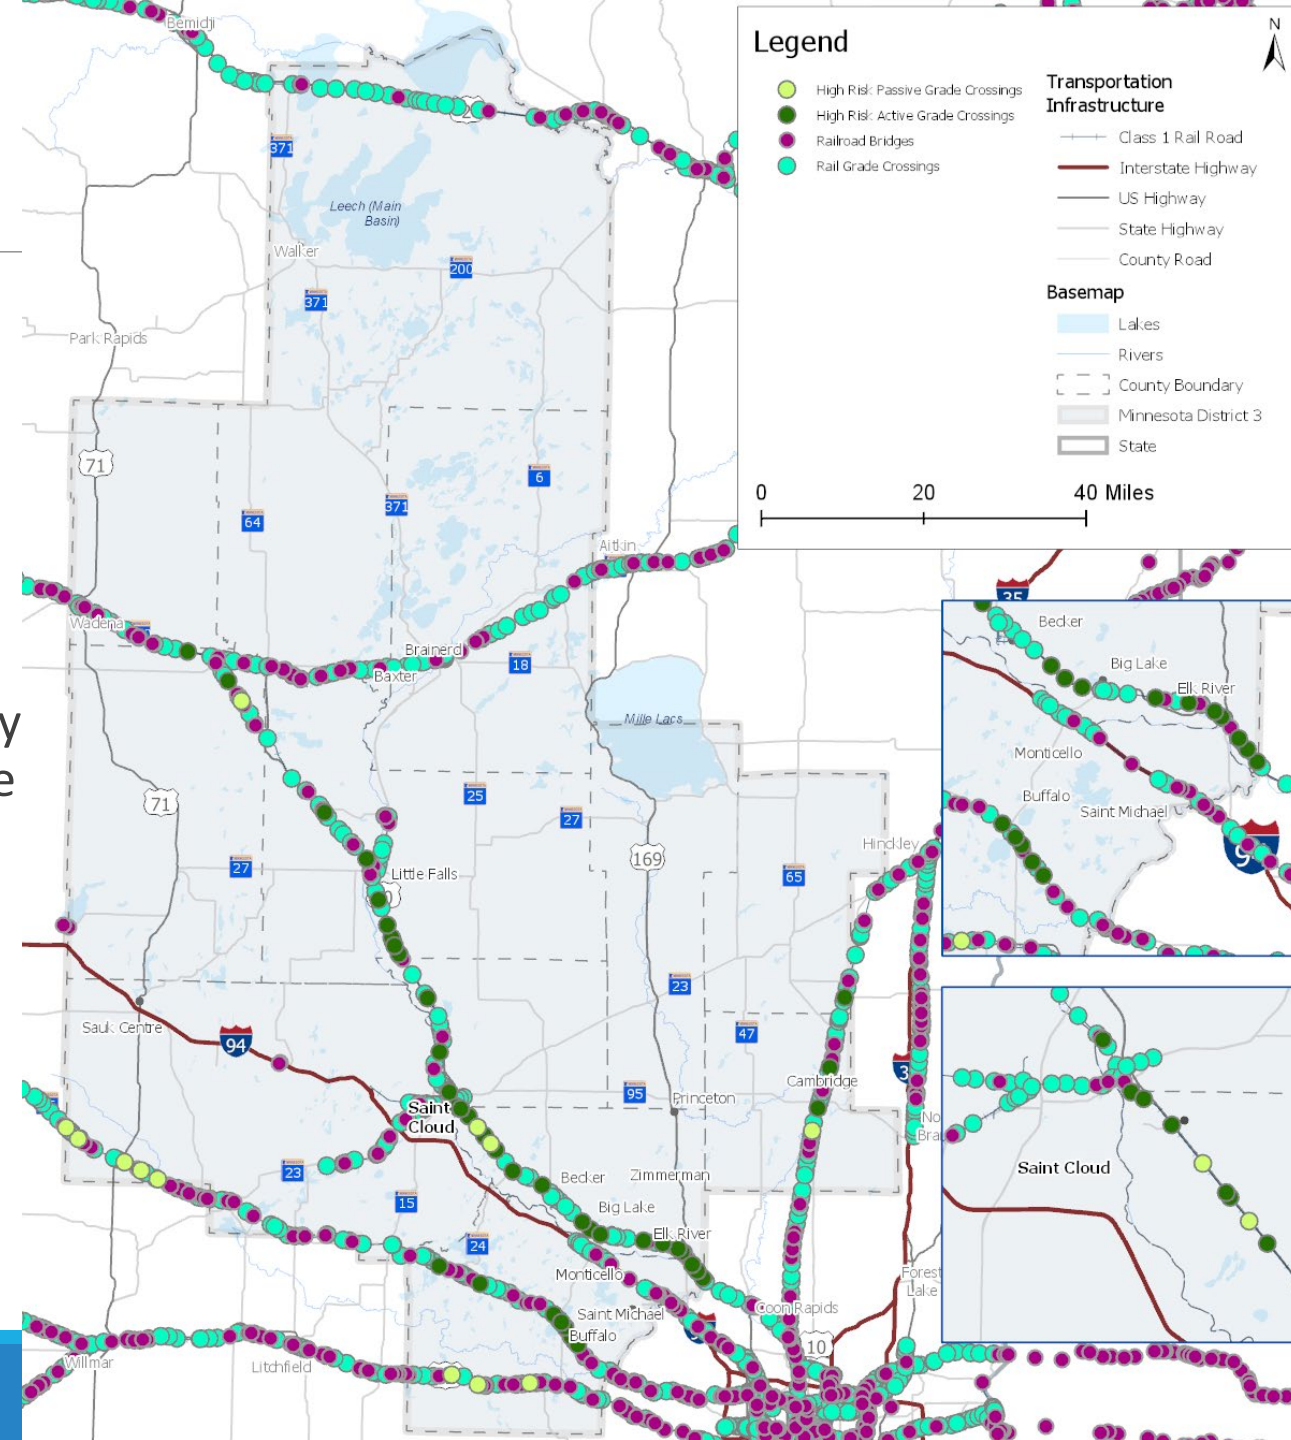 Bemidji
2
371
Leech (Main
Basin)
Walker
200
371
Park Rapids
71
6
64
371
Aitkin
Wadena
Brainerd
Baxter
18
Mille Lacs
y
e
71
25
27
169
27
Little Falls
65
Hinckley
23
Sauk Centre
94
47
Cambridge
95
Princeton
Saint
Cloud
No
Bra
23
Becker
Zimmerman
15
Big Lake
24
Elk River
Monticello
Forest
Lake
Saint Michael
Coon Rapids
Buffalo
10
Willmar
Litchfield
Legend
High Risk Passive Grade Crossings
High Risk Active Grade Crossings
Railroad Bridges
Rail Grade Crossings
N
Transportation
Infrastructure
Class 1 Rail Road
Interstate Highway
US Highway
State Highway
County Road
Basemap
Lakes
Rivers
County Boundary
Minnesota District 3
State
0 20 40 Miles
35
Becker
Big Lake
Elk River
Monticello
Buffalo
Saint Michael
9
3
Saint Cloud